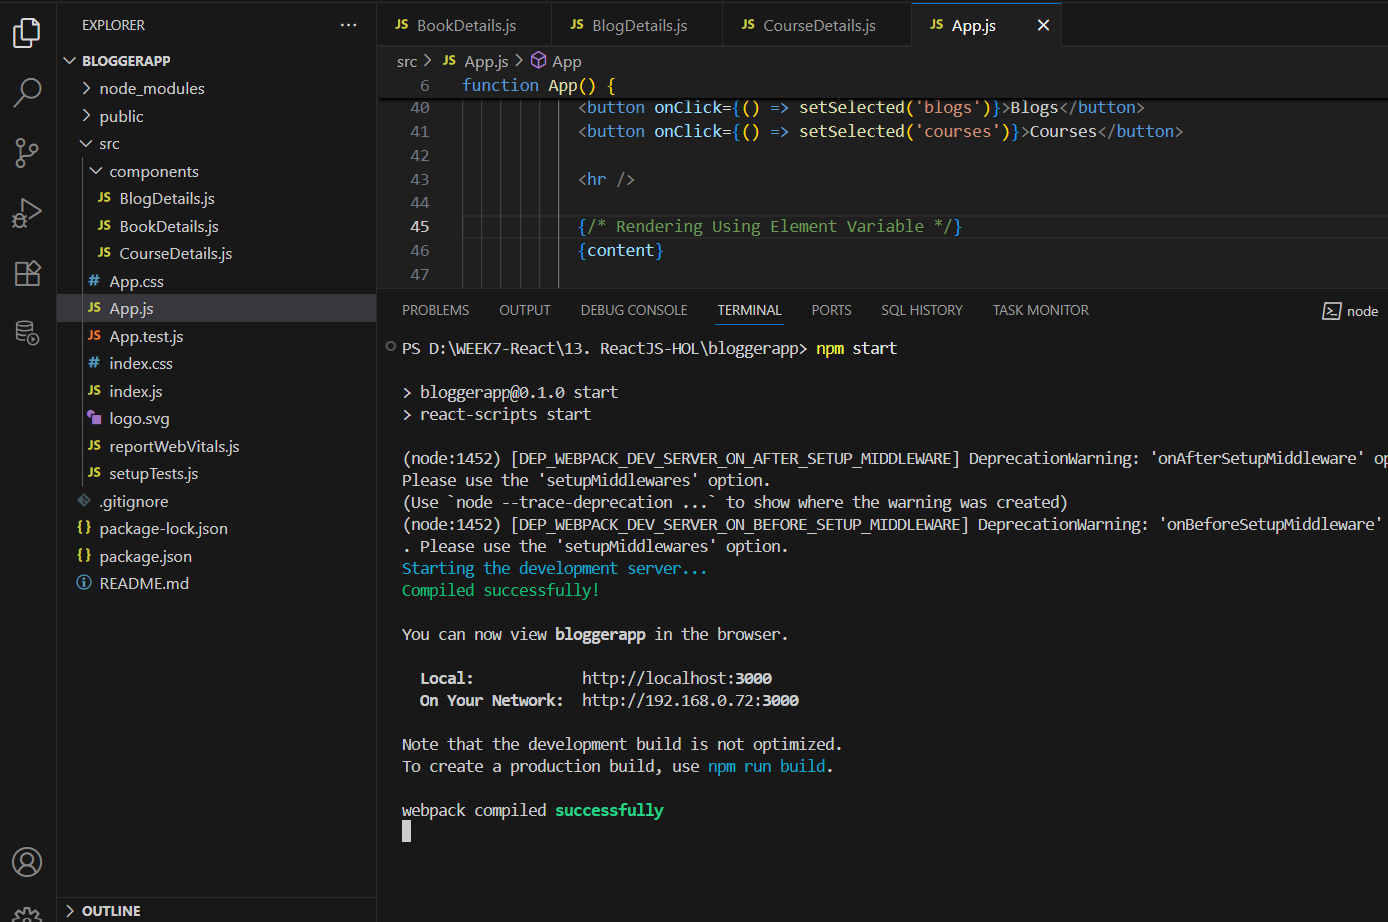 EXPLORER
BLOGGERAPP
node_modules
public
src
components
JS BlogDetails.js
JS BookDetails.js
JS CourseDetails.js
# App.css
JS App.js
JS App.test.js
# index.css
JS index.js
logo.svg
JS reportWebVitals.js
JS setupTests.js
.gitignore
{} package-lock.json
{} package.json
README.md
OUTLINE
JS BookDetails.js JS BlogDetails.js JS CourseDetails.js JS App.js
src > JS App.js > App
6 function App() {
40 <button onClick={() => setSelected('blogs')}>Blogs</button>
41 <button onClick={() => setSelected('courses')}>Courses</button>
42
43 <hr />
44
45 {/* Rendering Using Element Variable */}
46 {content}
47
PROBLEMS OUTPUT DEBUG CONSOLE TERMINAL PORTS SQL HISTORY TASK MONITOR node
PS D:\WEEK7-React\13. ReactJS-HOL\bloggerapp> npm start
> bloggerapp@0.1.0 start
> react-scripts start
(node:1452) [DEP_WEBPACK_DEV_SERVER_ON_AFTER_SETUP_MIDDLEWARE] DeprecationWarning: 'onAfterSetupMiddleware' op
Please use the 'setupMiddlewares' option.
(Use `node --trace-deprecation ...` to show where the warning was created)
(node:1452) [DEP_WEBPACK_DEV_SERVER_ON_BEFORE_SETUP_MIDDLEWARE] DeprecationWarning: 'onBeforeSetupMiddleware'
. Please use the 'setupMiddlewares' option.
Starting the development server...
Compiled successfully!
You can now view bloggerapp in the browser.
Local: http://localhost:3000
On Your Network: http://192.168.0.72:3000
Note that the development build is not optimized.
To create a production build, use npm run build.
webpack compiled successfully